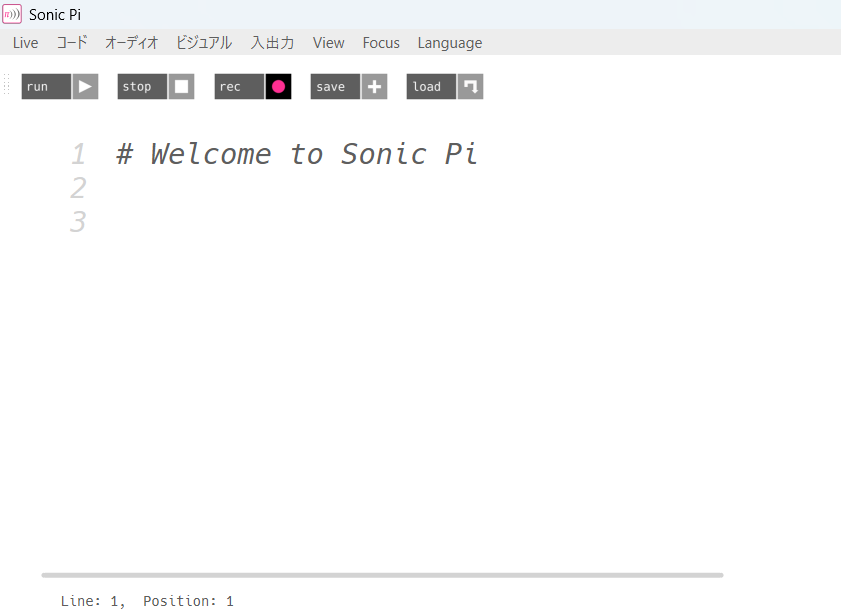 Sonic Pi
Live コード オーディオ ビジュアル 入出力 View Focus Language
run stop rec save load
1 # Welcome to Sonic Pi
2
3
Line: 1, Position: 1